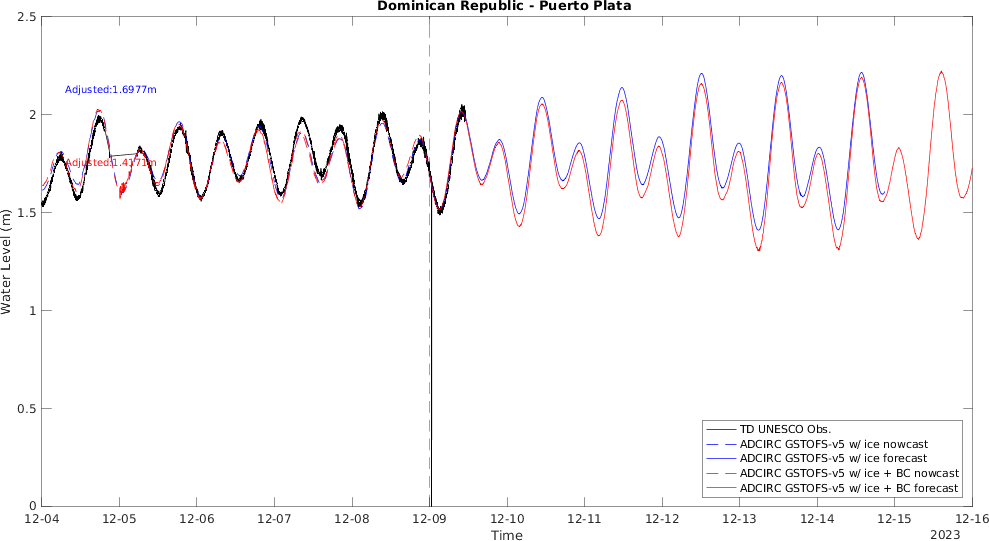 Dominican Republic - Puerto Plata
2.5
2
1.5
1
0.5
0
Water Level (m)
Adjusted:1.6977m
Adjusted:1.4171m
TD UNESCO Obs.
ADCIRC GSTOFS-v5 w/ ice nowcast
ADCIRC GSTOFS-v5 w/ ice forecast
ADCIRC GSTOFS-v5 w/ ice + BC nowcast
ADCIRC GSTOFS-v5 w/ ice + BC forecast
12-04 12-05 12-06 12-07 12-08 12-09 12-10 12-11 12-12 12-13 12-14 12-15 12-16
Time
2023